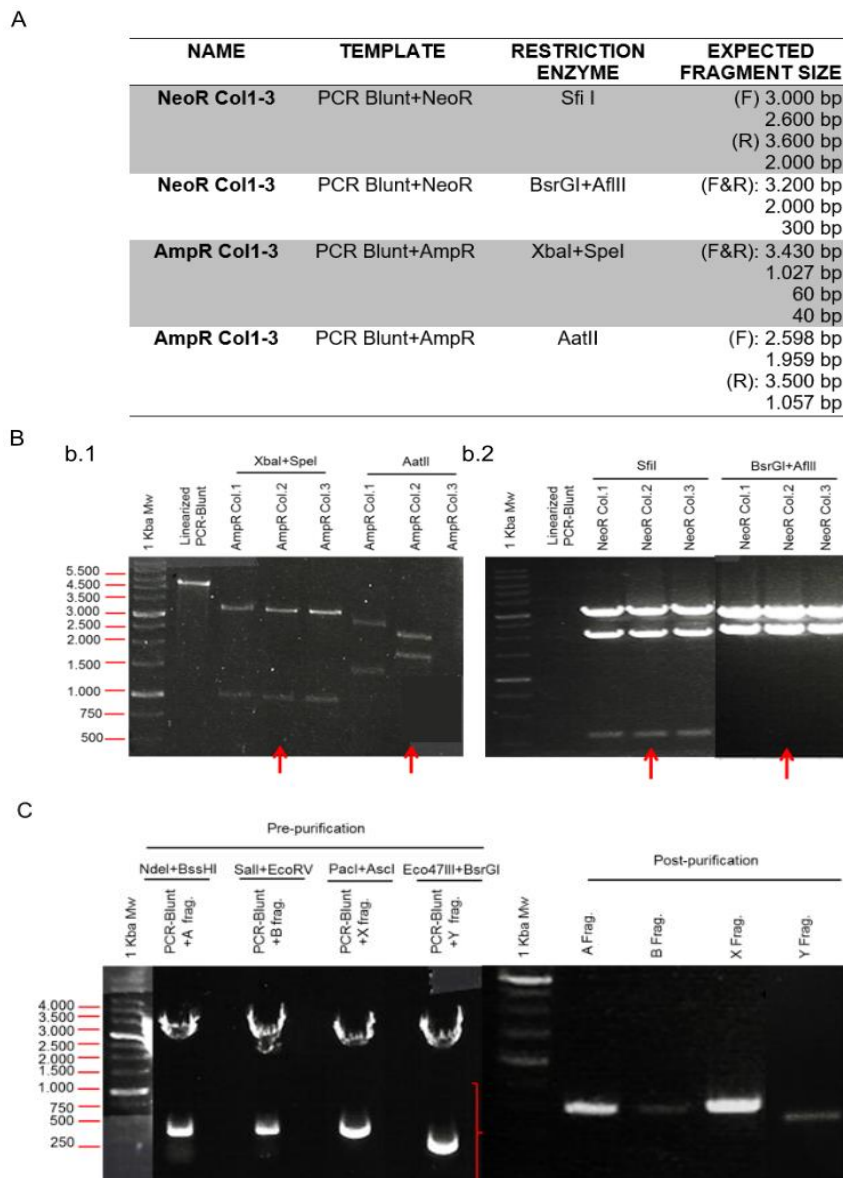 A
NAME TEMPLATE RESTRICTION ENZYME EXPECTED FRAGMENT SIZE
NeoR Col1-3 PCR Blunt+NeoR Sfi I (F) 3.000 bp
2.600 bp
(R) 3.600 bp
2.000 bp
NeoR Col1-3 PCR Blunt+NeoR BsrGI+AflII (F&R): 3.200 bp
2.000 bp
300 bp
AmpR Col1-3 PCR Blunt+AmpR XbaI+SpeI (F&R): 3.430 bp
1.027 bp
60 bp
40 bp
AmpR Col1-3 PCR Blunt+AmpR AatII (F): 2.598 bp
1.959 bp
(R): 3.500 bp
1.057 bp
B
b.1
XbaI+SpeI
AatII
1 Kba Mw
Linearized PCR-Blunt
AmpR Col.1
AmpR Col.2
AmpR Col.3
AmpR Col.1
AmpR Col.2
AmpR Col.3
5.500
4.500
3.500
3.000
2.500
2.000
1.500
1.000
750
500
b.2
SfiI
BsrGI+AflII
1 Kba Mw
Linearized PCR-Blunt
NeoR Col.1
NeoR Col.2
NeoR Col.3
NeoR Col.1
NeoR Col.2
NeoR Col.3
C
Pre-purification
NdeI+BssHI
SalI+EcoRV
PacI+AscI
Eco47III+BsrGI
1 Kba Mw
PCR-Blunt +A frag.
PCR-Blunt +B frag.
PCR-Blunt +X frag.
PCR-Blunt +Y frag.
4.000
3.500
3.000
2.500
2.000
1.500
1.000
750
500
250
Post-purification
1 Kba Mw
A Frag.
B Frag.
X Frag.
Y Frag.